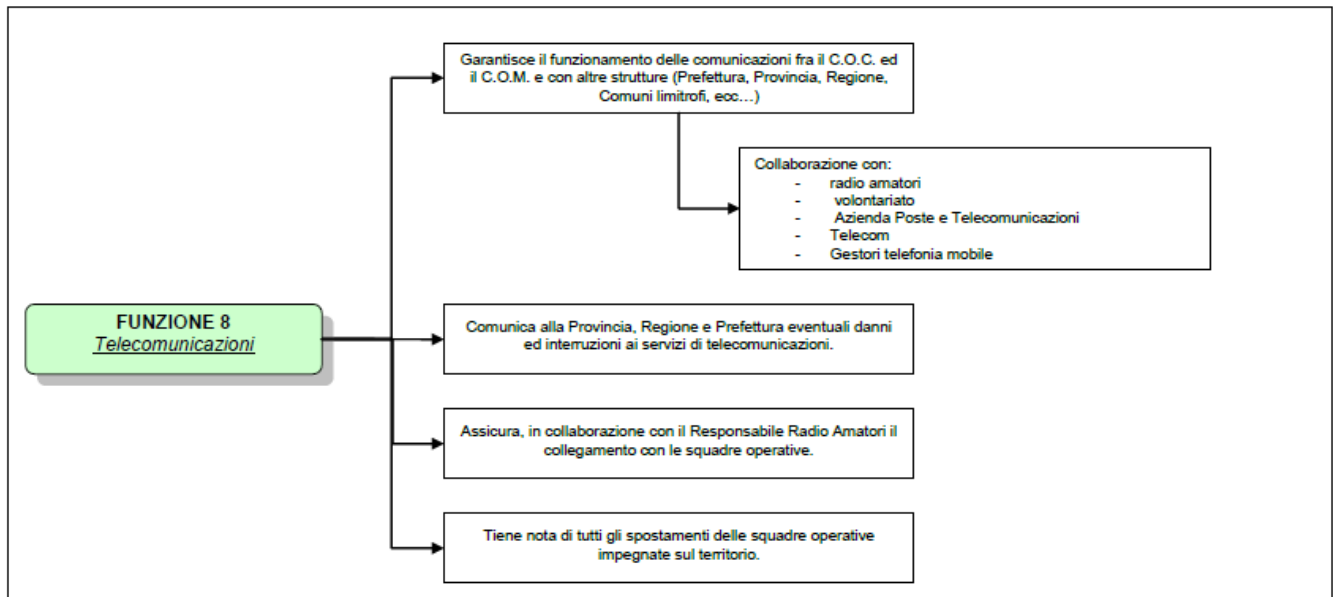 Garantisce il funzionamento delle comunicazioni fra il C.O.C. ed
il C.O.M. e con altre strutture (Prefettura, Provincia, Regione,
Comuni limitrofi, ecc…)
Collaborazione con:
- radio amatori
- volontariato
- Azienda Poste e Telecomunicazioni
- Telecom
- Gestori telefonia mobile
FUNZIONE 8
Telecomunicazioni
Comunica alla Provincia, Regione e Prefettura eventuali danni
ed interruzioni ai servizi di telecomunicazioni.
Assicura, in collaborazione con il Responsabile Radio Amatori il
collegamento con le squadre operative.
Tiene nota di tutti gli spostamenti delle squadre operative
impegnate sul territorio.